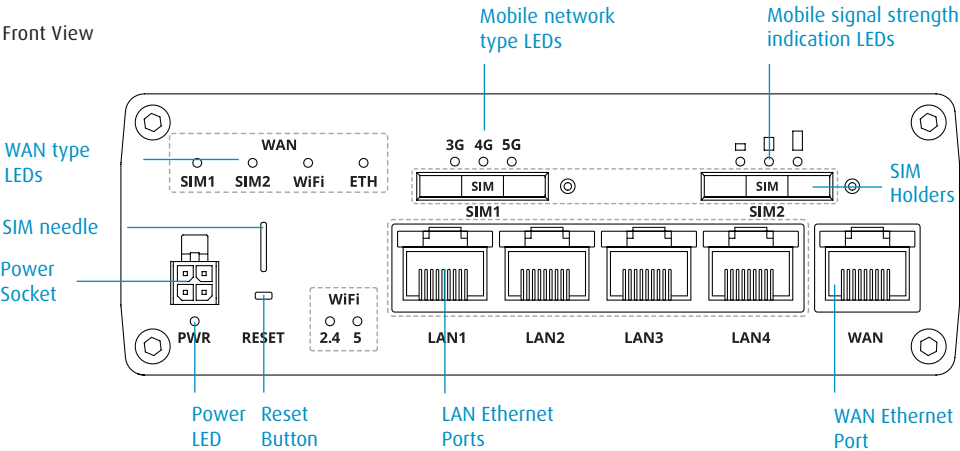 Front View
Mobile network
type LEDs
Mobile signal strength
indication LEDs
WAN type
LEDs
WAN
SIM1 SIM2 WiFi ETH
3G 4G 5G
SIM
SIM1
SIM
SIM2
SIM
Holders
SIM needle
Power
Socket
PWR
RESET
WiFi
2.4 5
LAN1
LAN2
LAN3
LAN4
WAN
Power
LED
Reset
Button
LAN Ethernet
Ports
WAN Ethernet
Port